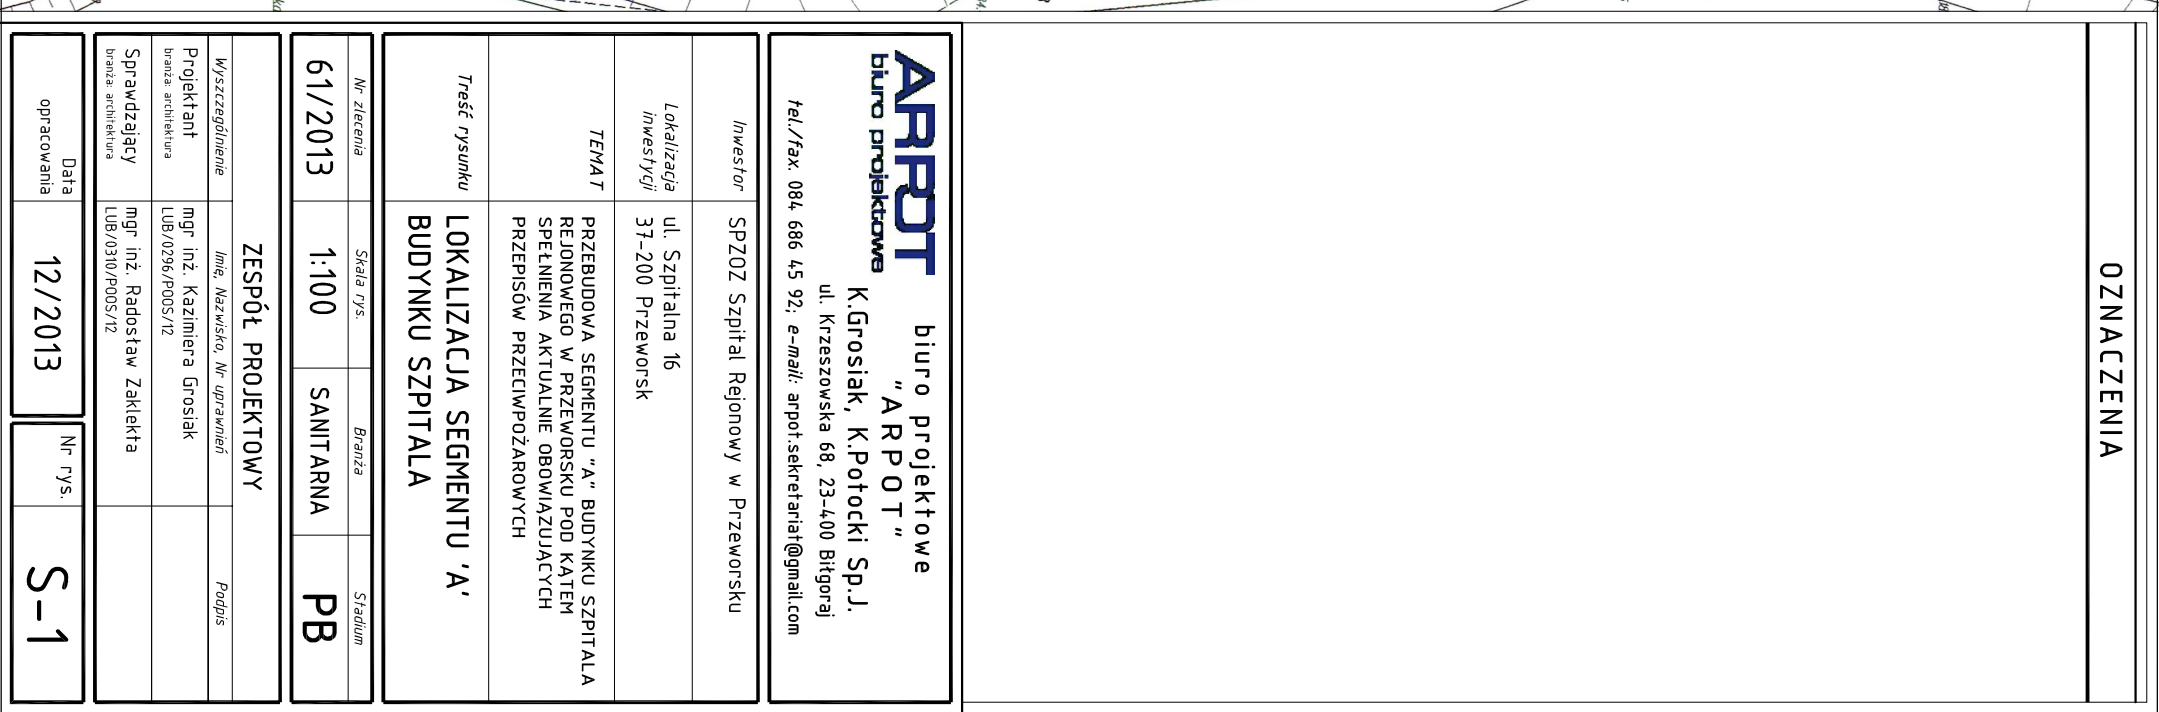 OZNACZENIA
ARPOT
biuro projektowe
biuro projektowe
"ARPOT"
K.Grosiak, K.Potocki Sp.J.
ul. Krzeszowska 68, 23-400 Biłgoraj
tel./fax. 084 686 45 92; e-mail: arpot.sekretariat@gmail.com
Inwestor
SPZOZ Szpital Rejonowy w Przeworsku
Lokalizacja
inwestycji
ul. Szpitalna 16
37-200 Przeworsk
TEMAT
PRZEBUDOWA SEGMENTU "A" BUDYNKU SZPITALA
REJONOWEGO W PRZEWORSKU POD KĄTEM
SPEŁNIENIA AKTUALNIE OBOWIĄZUJĄCYCH
PRZEPISÓW PRZECIWPOŻAROWYCH
Treść rysunku
LOKALIZACJA SEGMENTU 'A'
BUDYNKU SZPITALA
Nr zlecenia
Skala rys.
Branża
Stadium
61/2013
1:100
SANITARNA
PB
ZESPÓŁ PROJEKTOWY
Wyszczególnienie
Imię, Nazwisko, Nr uprawnień
Podpis
Projektant
branża: architektura
mgr inż. Kazimiera Grosiak
LUB/0296/POOS/12
Sprawdzający
branża: architektura
mgr inż. Radosław Zaklekta
LUB/0310/POOS/12
Data
opracowania
12/2013
Nr rys.
S-1